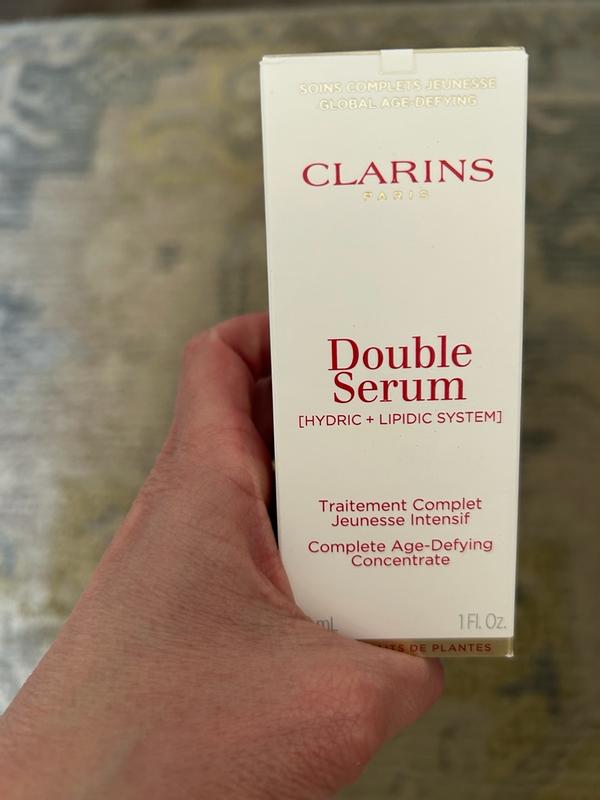 SOINS COMPLETS JEUNESSE
GLOBAL AGE-DEFYING
CLARINS
PARIS
Double
Serum
[HYDRIC + LIPIDIC SYSTEM]
Traitement Complet
Jeunesse Intensif
Complete Age-Defying
Concentrate
mL 1 Fl. Oz.
DE PLANTES